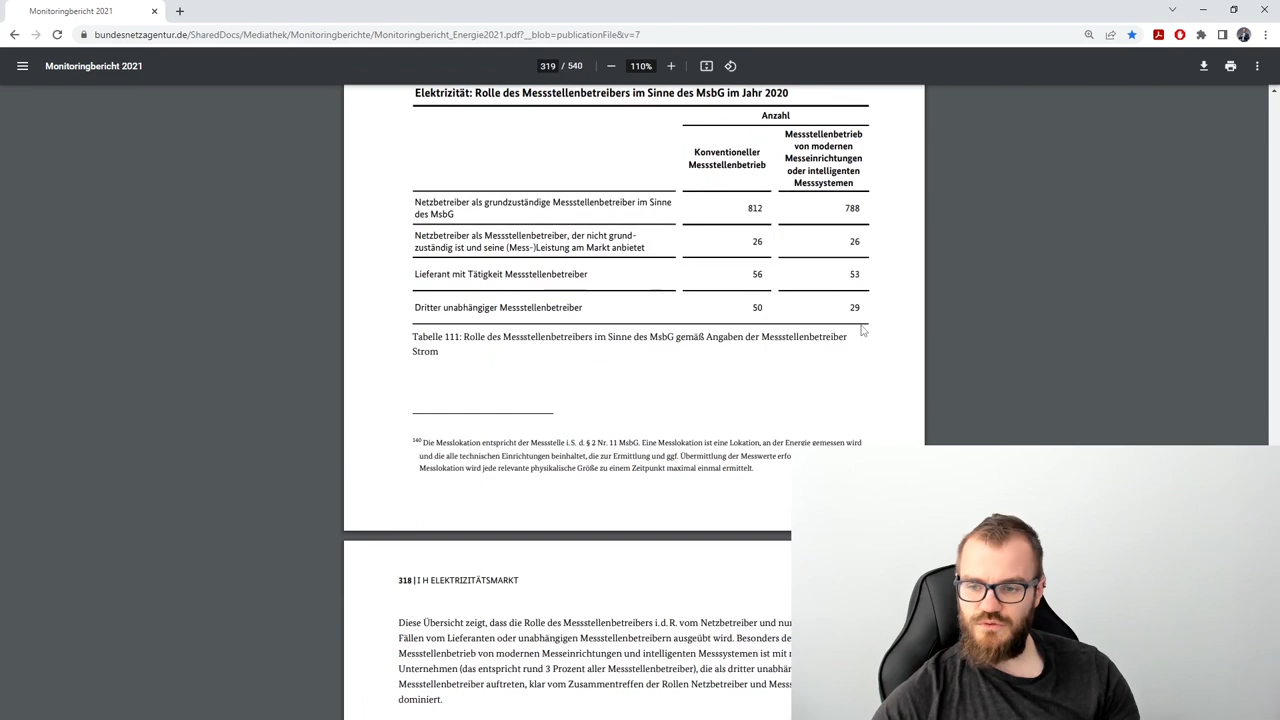 Monitoringbericht 2021
bundesnetzagentur.de/SharedDocs/Mediathek/Monitoringberichte/Monitoringbericht_Energie2021.pdf?__blob=publicationFile&v=7
Monitoringbericht 2021
319 / 540
110%
Elektrizität: Rolle des Messstellenbetreibers im Sinne des MsbG im Jahr 2020
Anzahl
Konventioneller
Messstellenbetrieb
Messstellenbetrieb
von modernen
Messeinrichtungen
oder intelligenten
Messsystemen
Netzbetreiber als grundzuständige Messstellenbetreiber im Sinne
des MsbG
812
788
Netzbetreiber als Messstellenbetreiber, der nicht grund-
zuständig ist und seine (Mess-)Leistung am Markt anbietet
26
26
Lieferant mit Tätigkeit Messstellenbetreiber
56
53
Dritter unabhängiger Messstellenbetreiber
50
29
Tabelle 111: Rolle des Messstellenbetreibers im Sinne des MsbG gemäß Angaben der Messstellenbetreiber
Strom
140 Die Messlokation entspricht der Messstelle i.S. d. § 2 Nr. 11 MsbG. Eine Messlokation ist eine Lokation, an der Energie gemessen wird
und die alle technischen Einrichtungen beinhaltet, die zur Ermittlung und ggf. Übermittlung der Messwerte
Messlokation wird jede relevante physikalische Größe zu einem Zeitpunkt maximal einmal ermittelt.
318 | I H ELEKTRIZITÄTSMARKT
Diese Übersicht zeigt, dass die Rolle des Messstellenbetreibers i.d.R. vom Netzbetreiber und
Fällen vom Lieferanten oder unabhängigen Messstellenbetreibern ausgeübt wird. Besonders
Messstellenbetrieb von modernen Messeinrichtungen und intelligenten Messsystemen ist mit
Unternehmen (das entspricht rund 3 Prozent aller Messstellenbetreiber), die als dritter
Messstellenbetreiber auftreten, klar vom Zusammentreffen der Rollen Netzbetreiber und
dominiert.